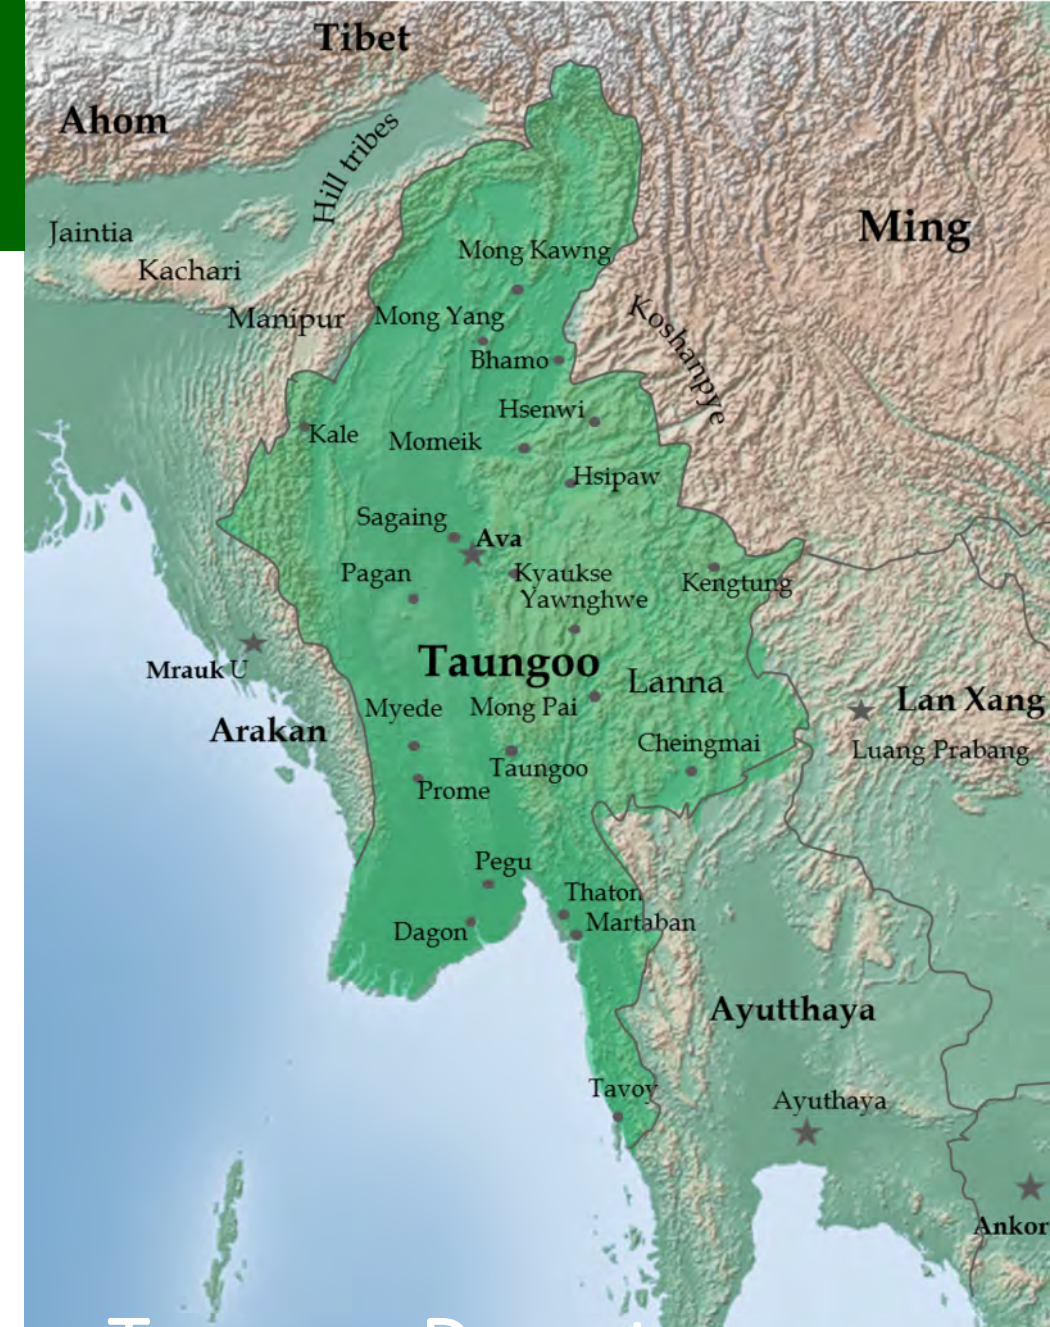 Tibet
Ahom
Hill tribes
Ming
Jaintia
Mong Kawng
Kachari
Koshanpye
Manipur
Mong Yang
Bhamo
Hsenwi
Kale
Momeik
Hsipaw
Sagaing
Ava
Pagan
Kyaukse
Kengtung
Yawnghwe
Taungoo
Mrauk U
Lanna
Lan Xang
Myede
Mong Pai
Arakan
Cheingmai
Luang Prabang
Taungoo
Prome
Pegu
Thaton
Martaban
Dagon
Ayutthaya
Tavoy
Ayuthaya
Ankor